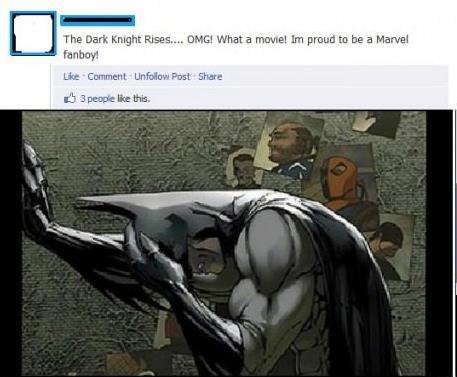 The Dark Knight Rises.... OMG! What a movie! Im proud to be a Marvel
fanboy!
Like · Comment · Unfollow Post · Share
3 people like this.